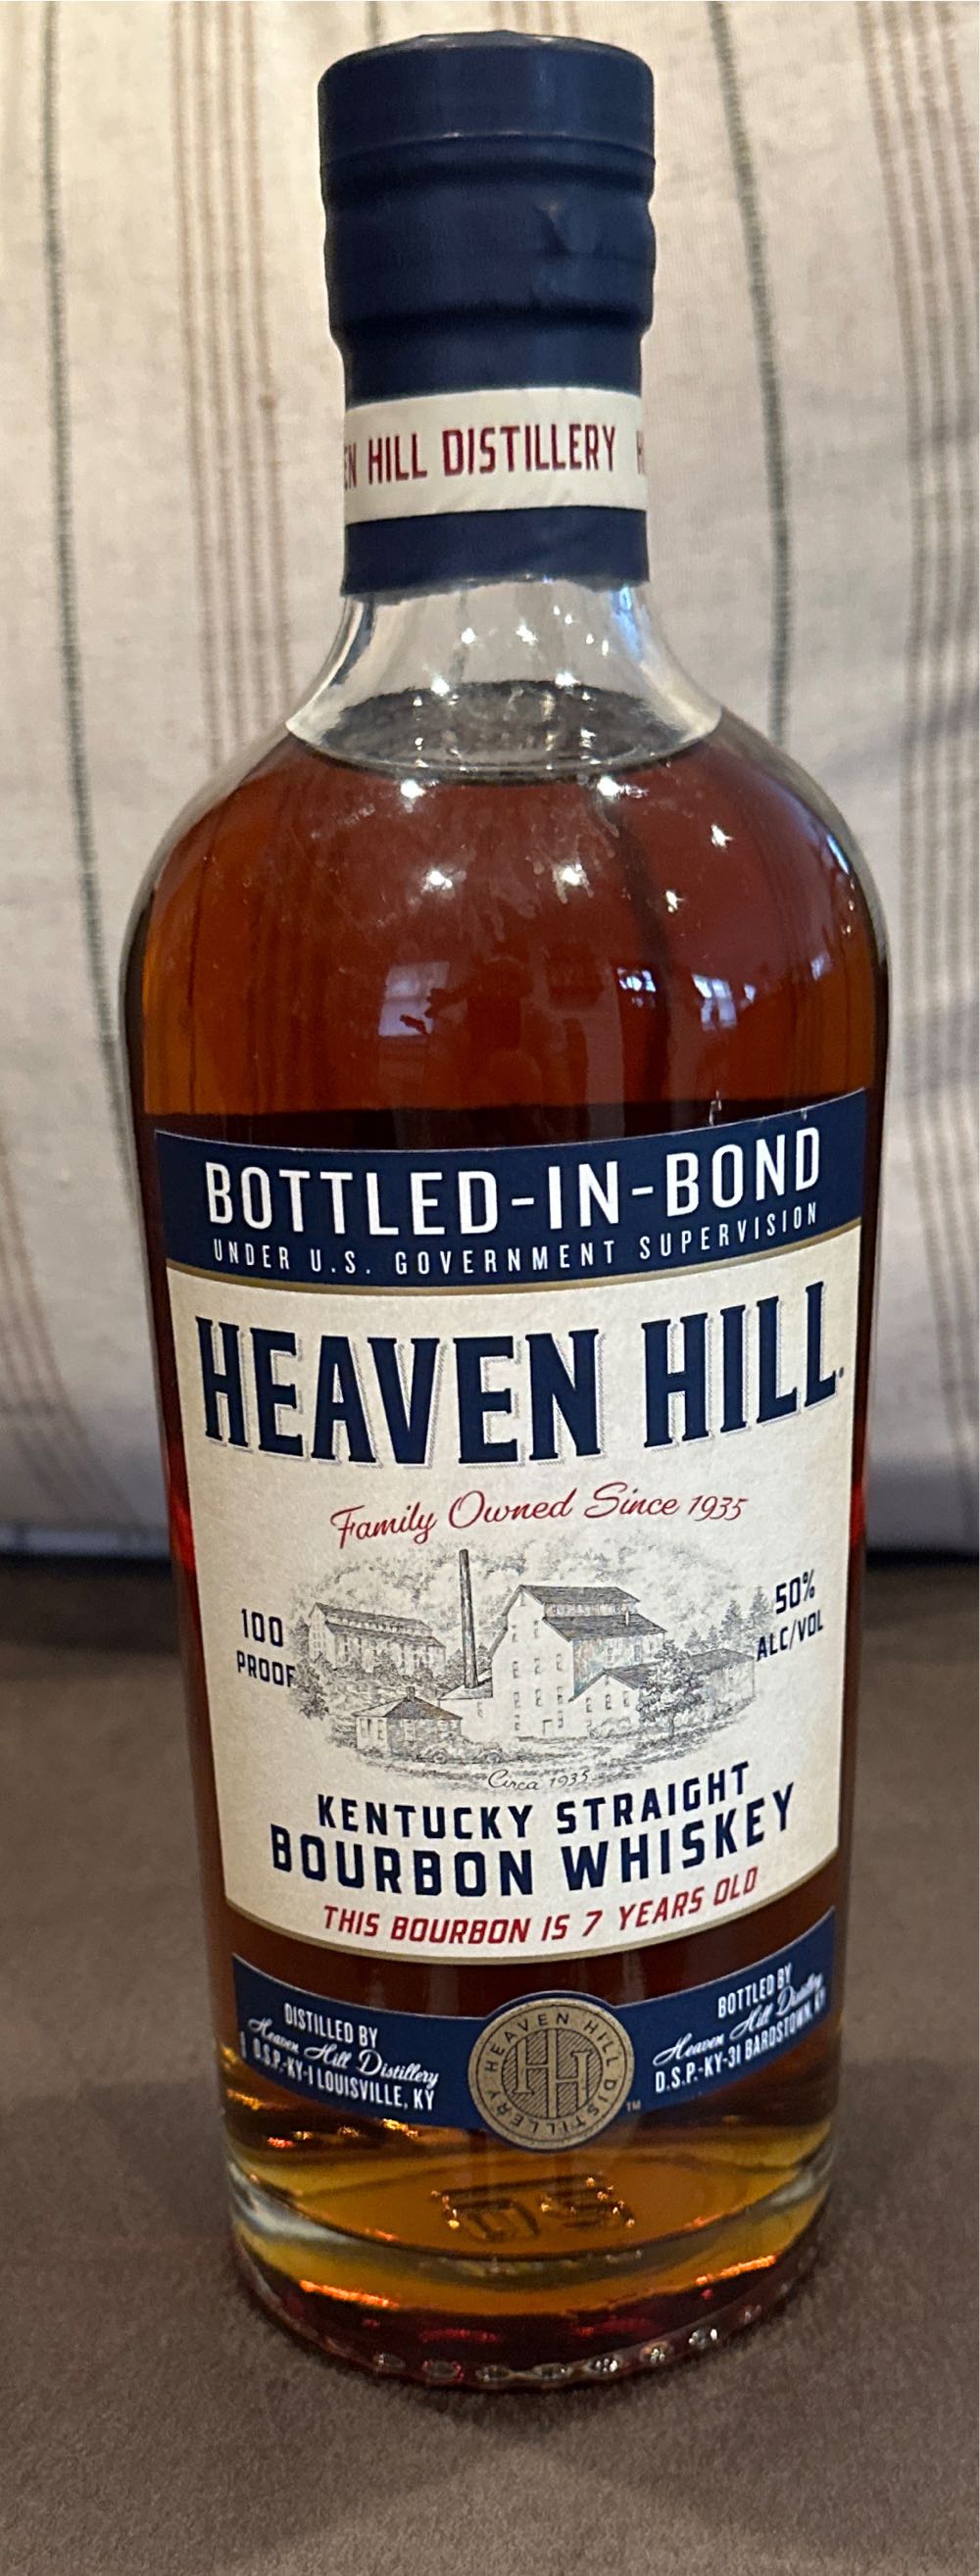 HILL DISTILLERY
BOTTLED-IN-BOND
UNDER U.S. GOVERNMENT SUPERVISION
HEAVEN HILL
Family Owned Since 1935
100
PROOF
50%
ALC/VOL
Circa 1935
KENTUCKY STRAIGHT
BOURBON WHISKEY
THIS BOURBON IS 7 YEARS OLD
DISTILLED BY
Heaven Hill Distillery
D.S.P.-KY-1 LOUISVILLE, KY
HEAVEN HILL DISTILLERY
HH
TM
BOTTLED BY
Heaven Hill Distillery
D.S.P.-KY-31 BARDSTOWN, KY